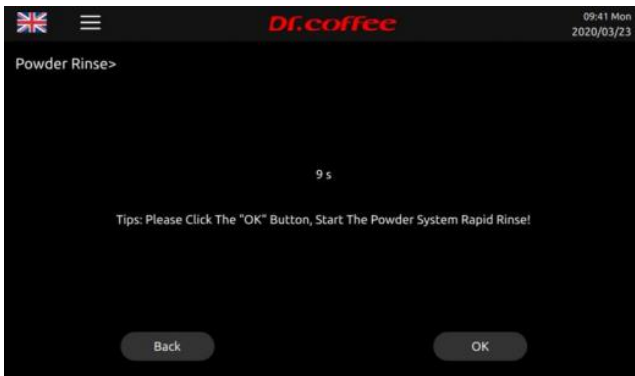 Dr.coffee
09:41 Mon
2020/03/23
Powder Rinse>
9 s
Tips: Please Click The "OK" Button, Start The Powder System Rapid Rinse!
Back
OK